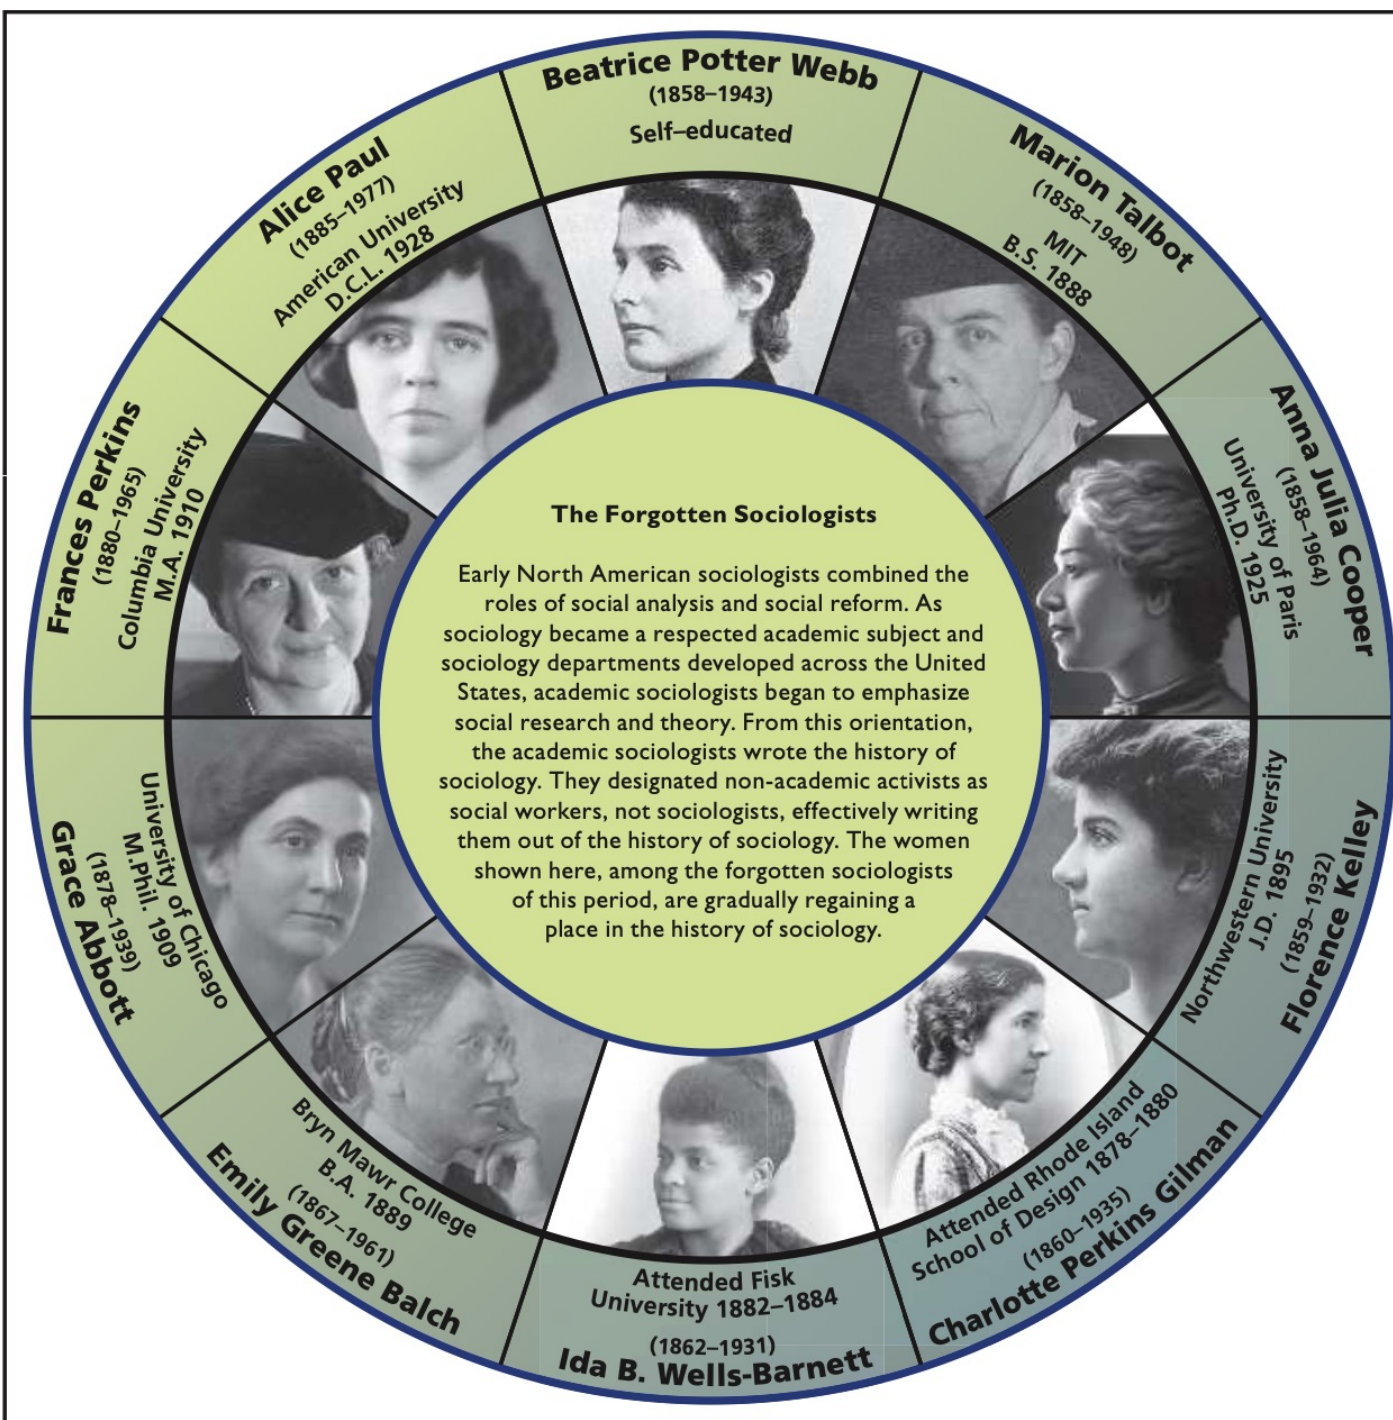 Beatrice Potter Webb
(1858–1943)
Self–educated
Marion Talbot
(1858–1948)
MIT
B.S. 1888
Anna Julia Cooper
(1858–1964)
University of Paris
Ph.D. 1925
Northwestern University
J.D. 1895
(1859–1932)
Florence Kelley
Attended Rhode Island
School of Design 1878–1880
(1860–1935)
Charlotte Perkins Gilman
Attended Fisk
University 1882–1884
(1862–1931)
Ida B. Wells-Barnett
Bryn Mawr College
B.A. 1889
(1867–1961)
Emily Greene Balch
University of Chicago
M.Phil. 1909
(1878–1939)
Grace Abbott
Frances Perkins
(1880–1965)
Columbia University
M.A. 1910
Alice Paul
(1885–1977)
American University
D.C.L. 1928
The Forgotten Sociologists
Early North American sociologists combined the
roles of social analysis and social reform. As
sociology became a respected academic subject and
sociology departments developed across the United
States, academic sociologists began to emphasize
social research and theory. From this orientation,
the academic sociologists wrote the history of
sociology. They designated non-academic activists as
social workers, not sociologists, effectively writing
them out of the history of sociology. The women
shown here, among the forgotten sociologists
of this period, are gradually regaining a
place in the history of sociology.